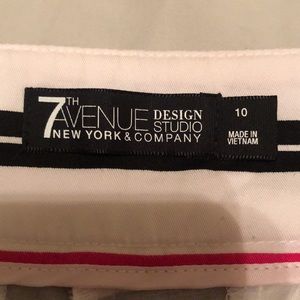 7TH AVENUE DESIGN STUDIO
NEW YORK & COMPANY
10
MADE IN
VIETNAM